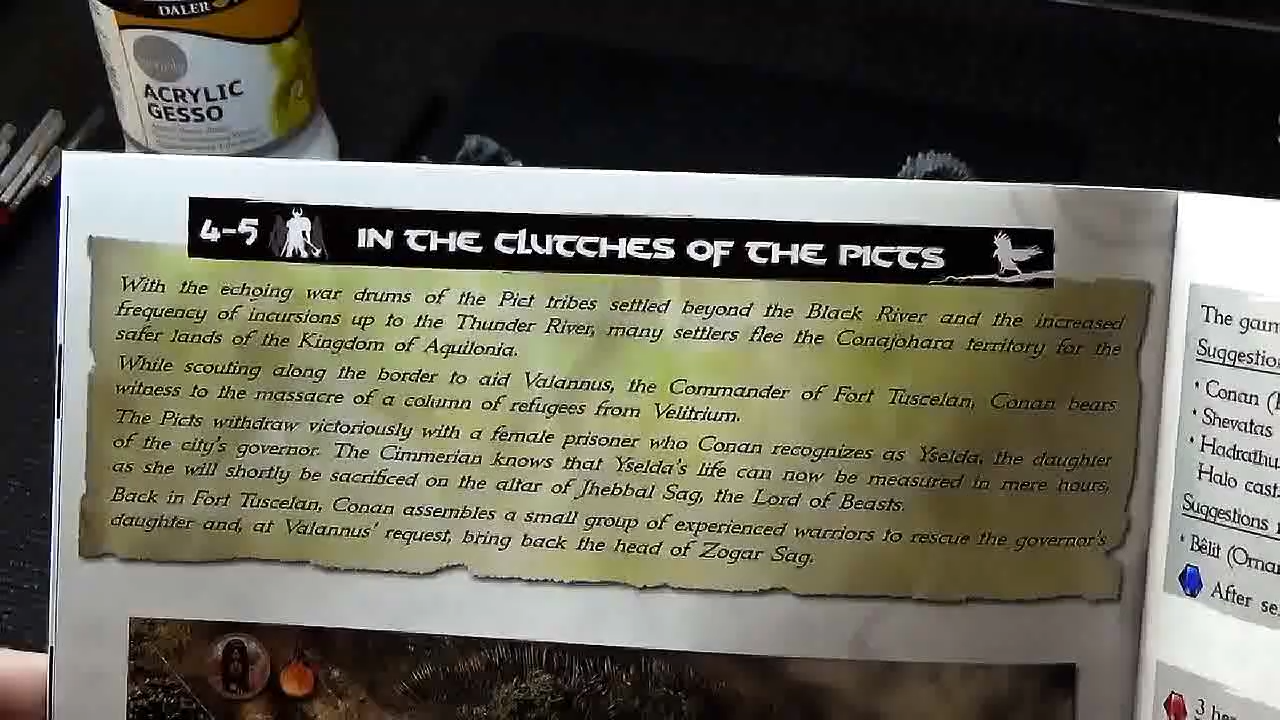 DALER
ACRYLIC
GESSO
4-5 IN THE CLUTCHES OF THE PICTS
With the echoing war drums of the Pict tribes settled beyond the Black River and the increased
frequency of incursions up to the Thunder River, many settlers flee the Conajohara territory for the
safer lands of the Kingdom of Aquilonia.
While scouting along the border to aid Valannus, the Commander of Fort Tuscelan, Conan bears
witness to the massacre of a column of refugees from Velitrium.
The Picts withdraw victoriously with a female prisoner who Conan recognizes as Yselda, the daughter
of the city's governor. The Cimmerian knows that Yselda's life can now be measured in mere hours,
as she will shortly be sacrificed on the altar of Jhebbal Sag, the Lord of Beasts.
Back in Fort Tuscelan, Conan assembles a small group of experienced warriors to rescue the governor's
daughter and, at Valannus' request, bring back the head of Zogar Sag.
The gam
Suggestio
• Conan (
• Shevatas
• Hadrathu
Halo cast
Suggestions
• Bêlit (Orna
After se
3 he